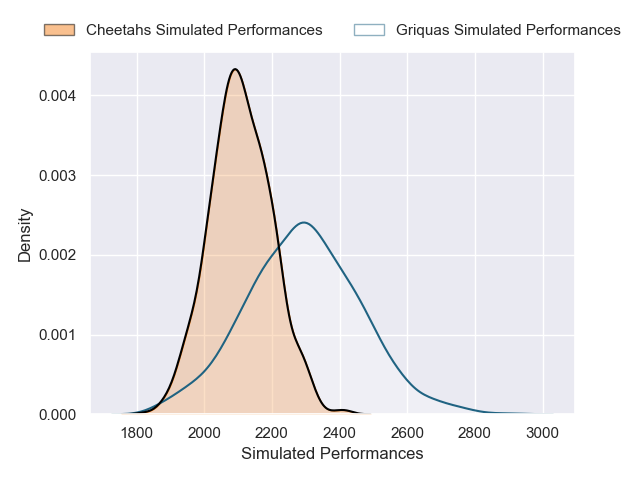 Cheetahs Simulated Performances
Griquas Simulated Performances
Density
0.004
0.003
0.002
0.001
0.000
1800 2000 2200 2400 2600 2800 3000
Simulated Performances